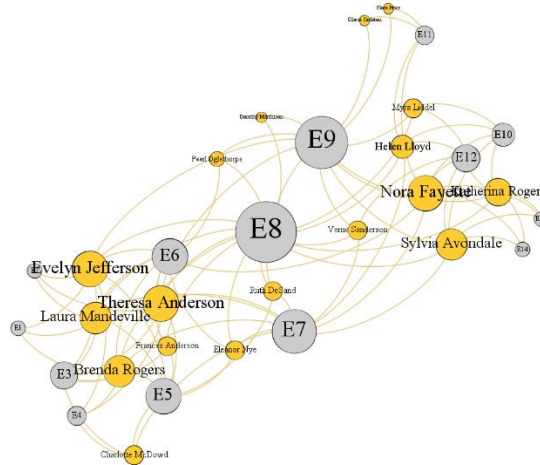 Flora Price
Olivia Carleton
E11
Myra Liddel
Dorothy Murchison
E9
E10
Helen Lloyd
E12
Pearl Oglethorpe
Nora Fayette
Katherina Rogers
E8
Verne Sanderson
Sylvia Avondale
E14
E6
Evelyn Jefferson
Ruth DeSand
Theresa Anderson
Laura Mandeville
E1
E7
Frances Anderson
Eleanor Nye
E3
Brenda Rogers
E5
E4
Charlotte McDowd